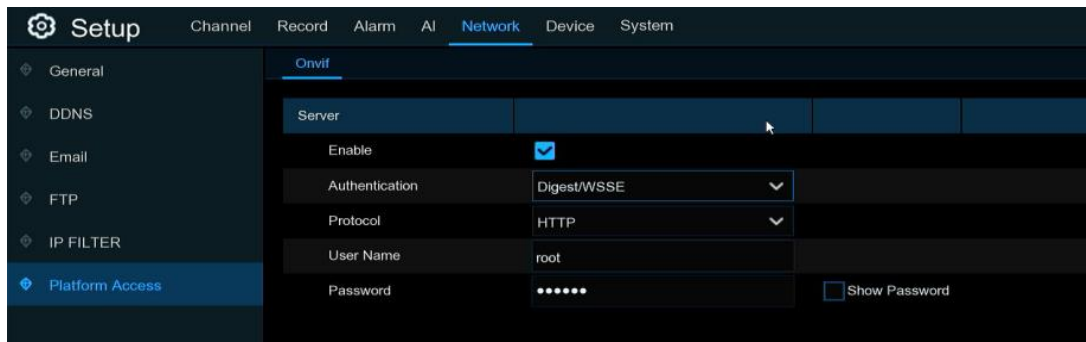 Setup Channel Record Alarm AI Network Device System
General
DDNS
Email
FTP
IP FILTER
Platform Access
Onvif
Server
Enable
Authentication Digest/WSSE
Protocol HTTP
User Name root
Password •••••• Show Password